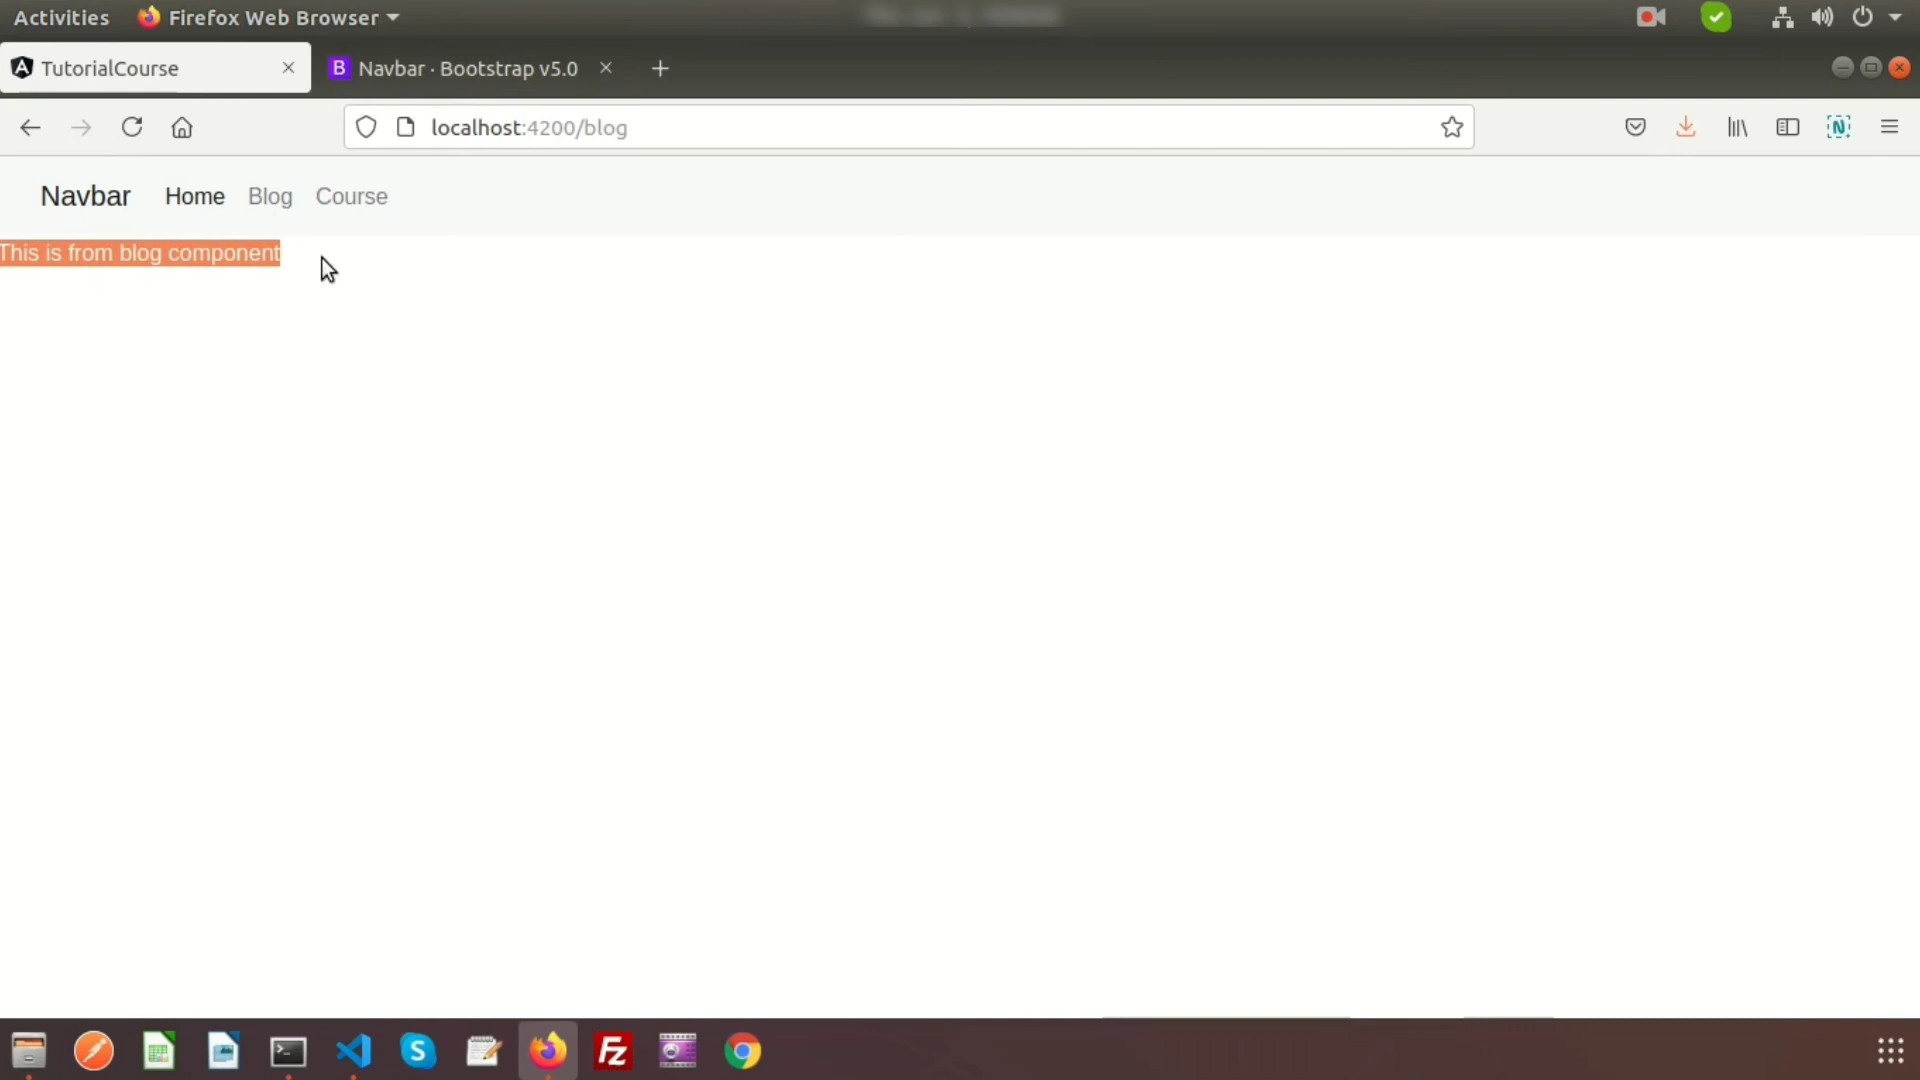 Activities Firefox Web Browser
TutorialCourse Navbar · Bootstrap v5.0
localhost:4200/blog
Navbar Home Blog Course
This is from blog component